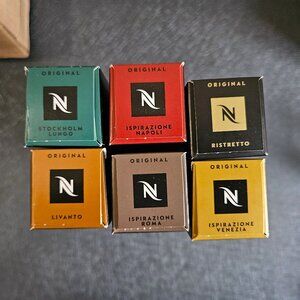 ORIGINAL
N
STOCKHOLM
LUNGO
ORIGINAL
N
ISPIRAZIONE
NAPOLI
ORIGINAL
N
RISTRETTO
ORIGINAL
N
LIVANTO
ORIGINAL
N
ISPIRAZIONE
ROMA
ORIGINAL
N
ISPIRAZIONE
VENEZIA